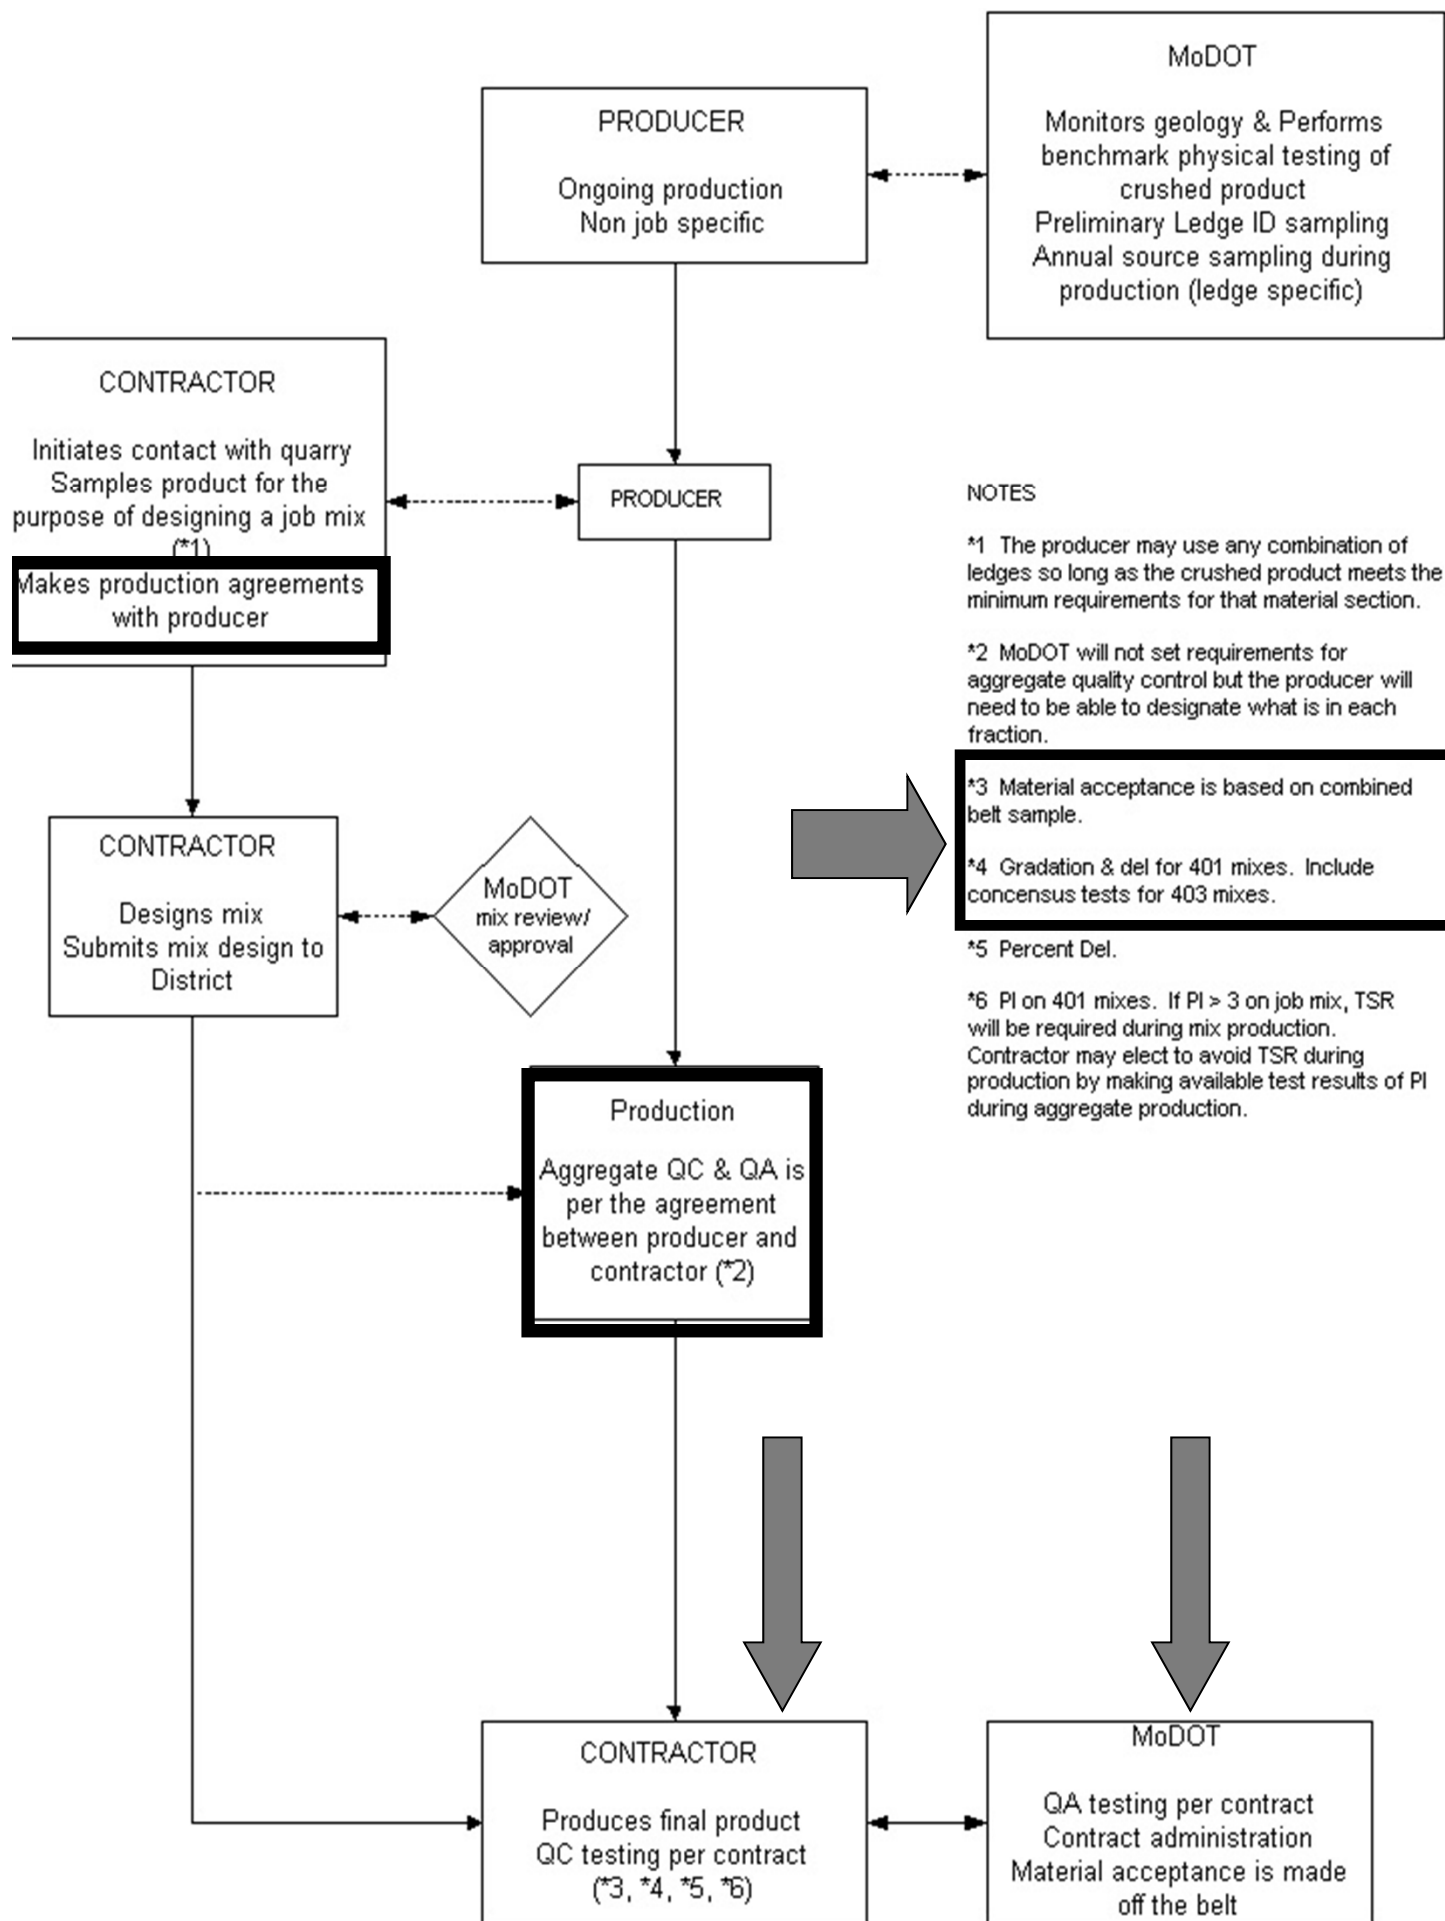 MoDOT
Monitors geology & Performs
benchmark physical testing of
crushed product
Preliminary Ledge ID sampling
Annual source sampling during
production (ledge specific)
PRODUCER
Ongoing production
Non job specific
CONTRACTOR
Initiates contact with quarry
Samples product for the
purpose of designing a job mix
(*1)
Makes production agreements
with producer
PRODUCER
NOTES
*1 The producer may use any combination of
ledges so long as the crushed product meets the
minimum requirements for that material section.
*2 MoDOT will not set requirements for
aggregate quality control but the producer will
need to be able to designate what is in each
fraction.
*3 Material acceptance is based on combined
belt sample.
*4 Gradation & del for 401 mixes. Include
concensus tests for 403 mixes.
*5 Percent Del.
*6 PI on 401 mixes. If PI > 3 on job mix, TSR
will be required during mix production.
Contractor may elect to avoid TSR during
production by making available test results of PI
during aggregate production.
CONTRACTOR
Designs mix
Submits mix design to
District
MoDOT
mix review/
approval
Production
Aggregate QC & QA is
per the agreement
between producer and
contractor (*2)
CONTRACTOR
Produces final product
QC testing per contract
(*3, *4, *5, *6)
MoDOT
QA testing per contract
Contract administration
Material acceptance is made
off the belt